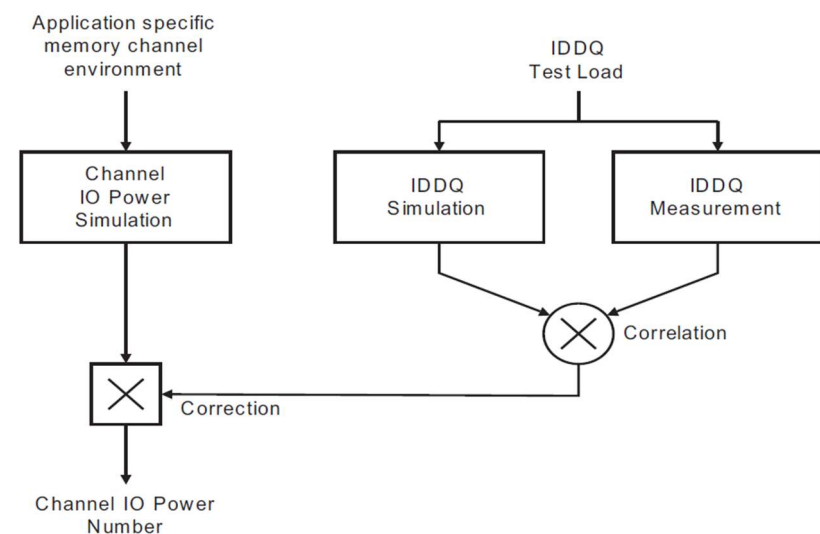 Application specific
memory channel
environment
IDDQ
Test Load
Channel
IO Power
Simulation
IDDQ
Simulation
IDDQ
Measurement
Correlation
Correction
Channel IO Power
Number